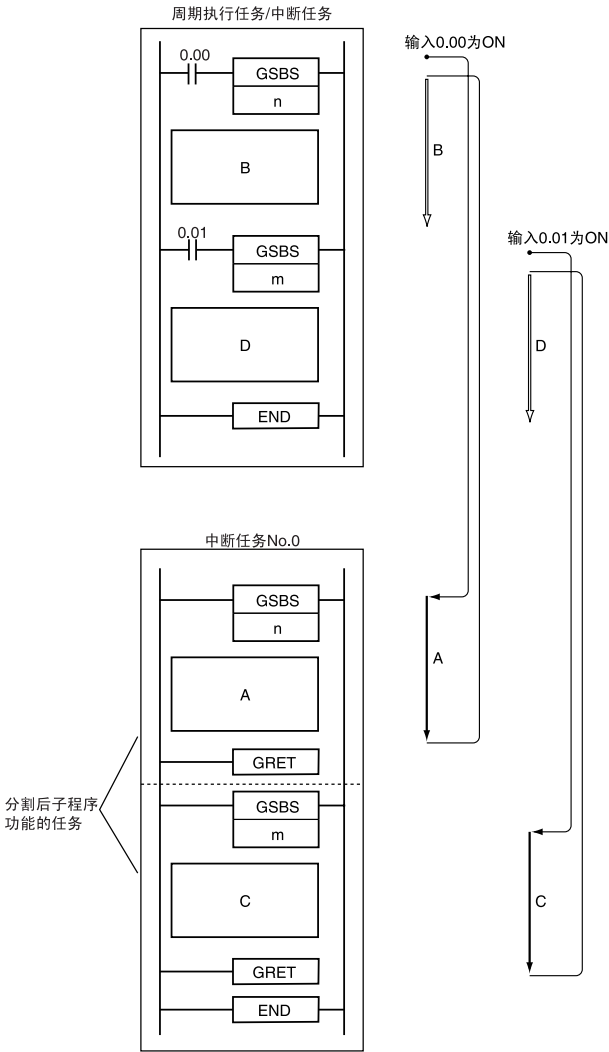 周期执行任务/中断任务
0.00
GSBS
n
B
0.01
GSBS
m
D
END
输入0.00为ON
B
输入0.01为ON
D
中断任务No.0
GSBS
n
A
GRET
GSBS
m
C
GRET
END
分割后子程序
功能的任务
A
C